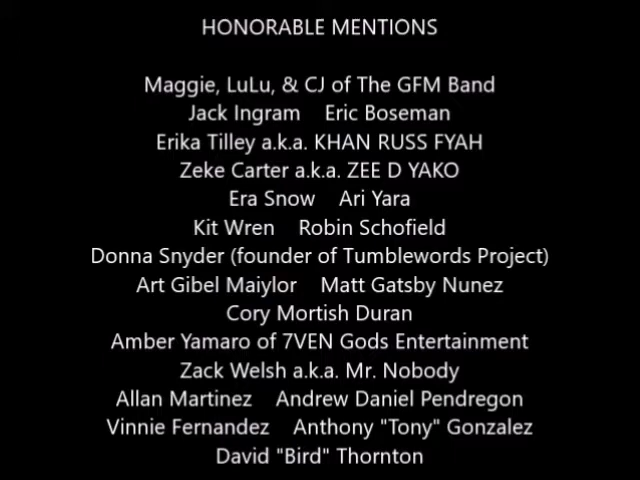 HONORABLE MENTIONS
Maggie, LuLu, & CJ of The GFM Band
Jack Ingram Eric Boseman
Erika Tilley a.k.a. KHAN RUSS FYAH
Zeke Carter a.k.a. ZEE D YAKO
Era Snow Ari Yara
Kit Wren Robin Schofield
Donna Snyder (founder of Tumblewords Project)
Art Gibel Maiylor Matt Gatsby Nunez
Cory Mortish Duran
Amber Yamaro of 7VEN Gods Entertainment
Zack Welsh a.k.a. Mr. Nobody
Allan Martinez Andrew Daniel Pendregon
Vinnie Fernandez Anthony "Tony" Gonzalez
David "Bird" Thornton